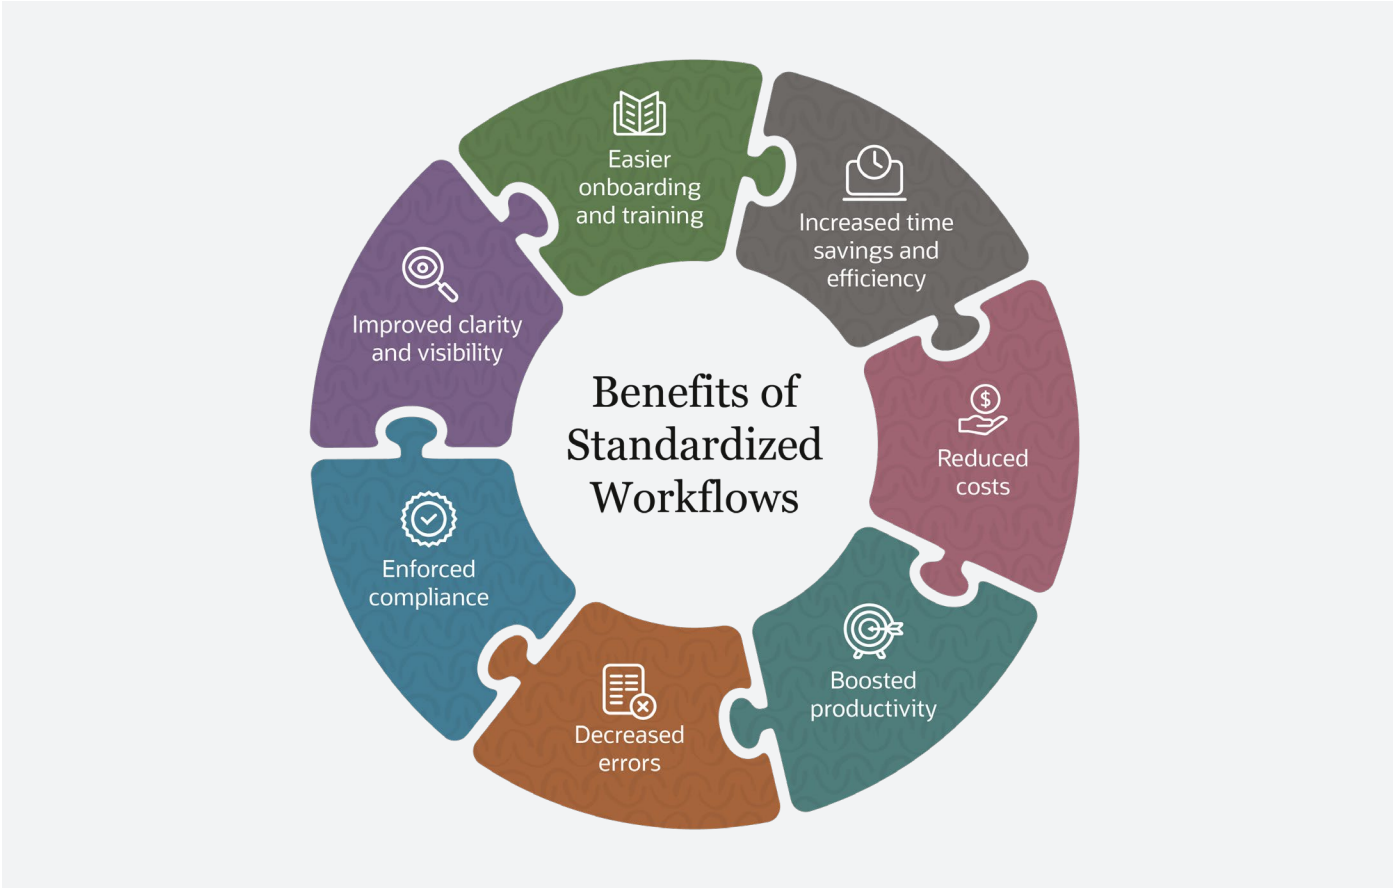 Benefits of
Standardized
Workflows
Easier
onboarding
and training
Increased time
savings and
efficiency
$
Reduced
costs
Boosted
productivity
Decreased
errors
Enforced
compliance
Improved clarity
and visibility